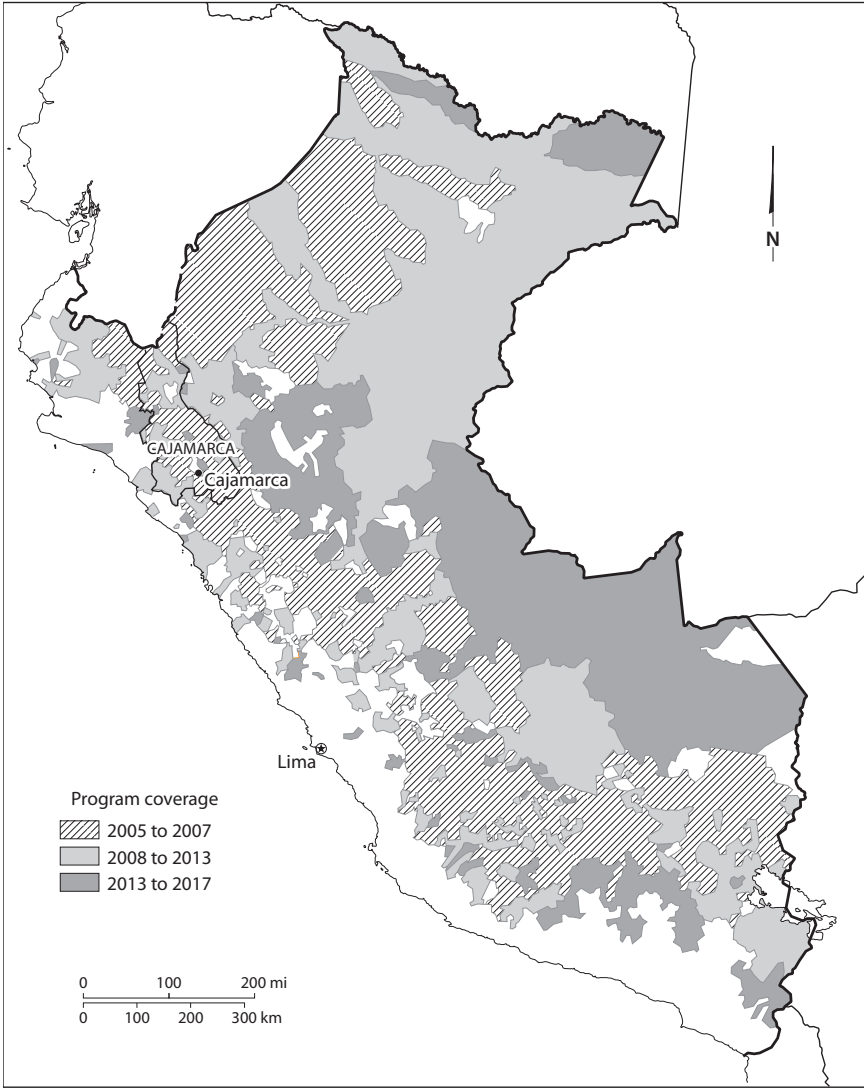 N
CAJAMARCA
Cajamarca
Lima
Program coverage
2005 to 2007
2008 to 2013
2013 to 2017
0 100 200 mi
0 100 200 300 km